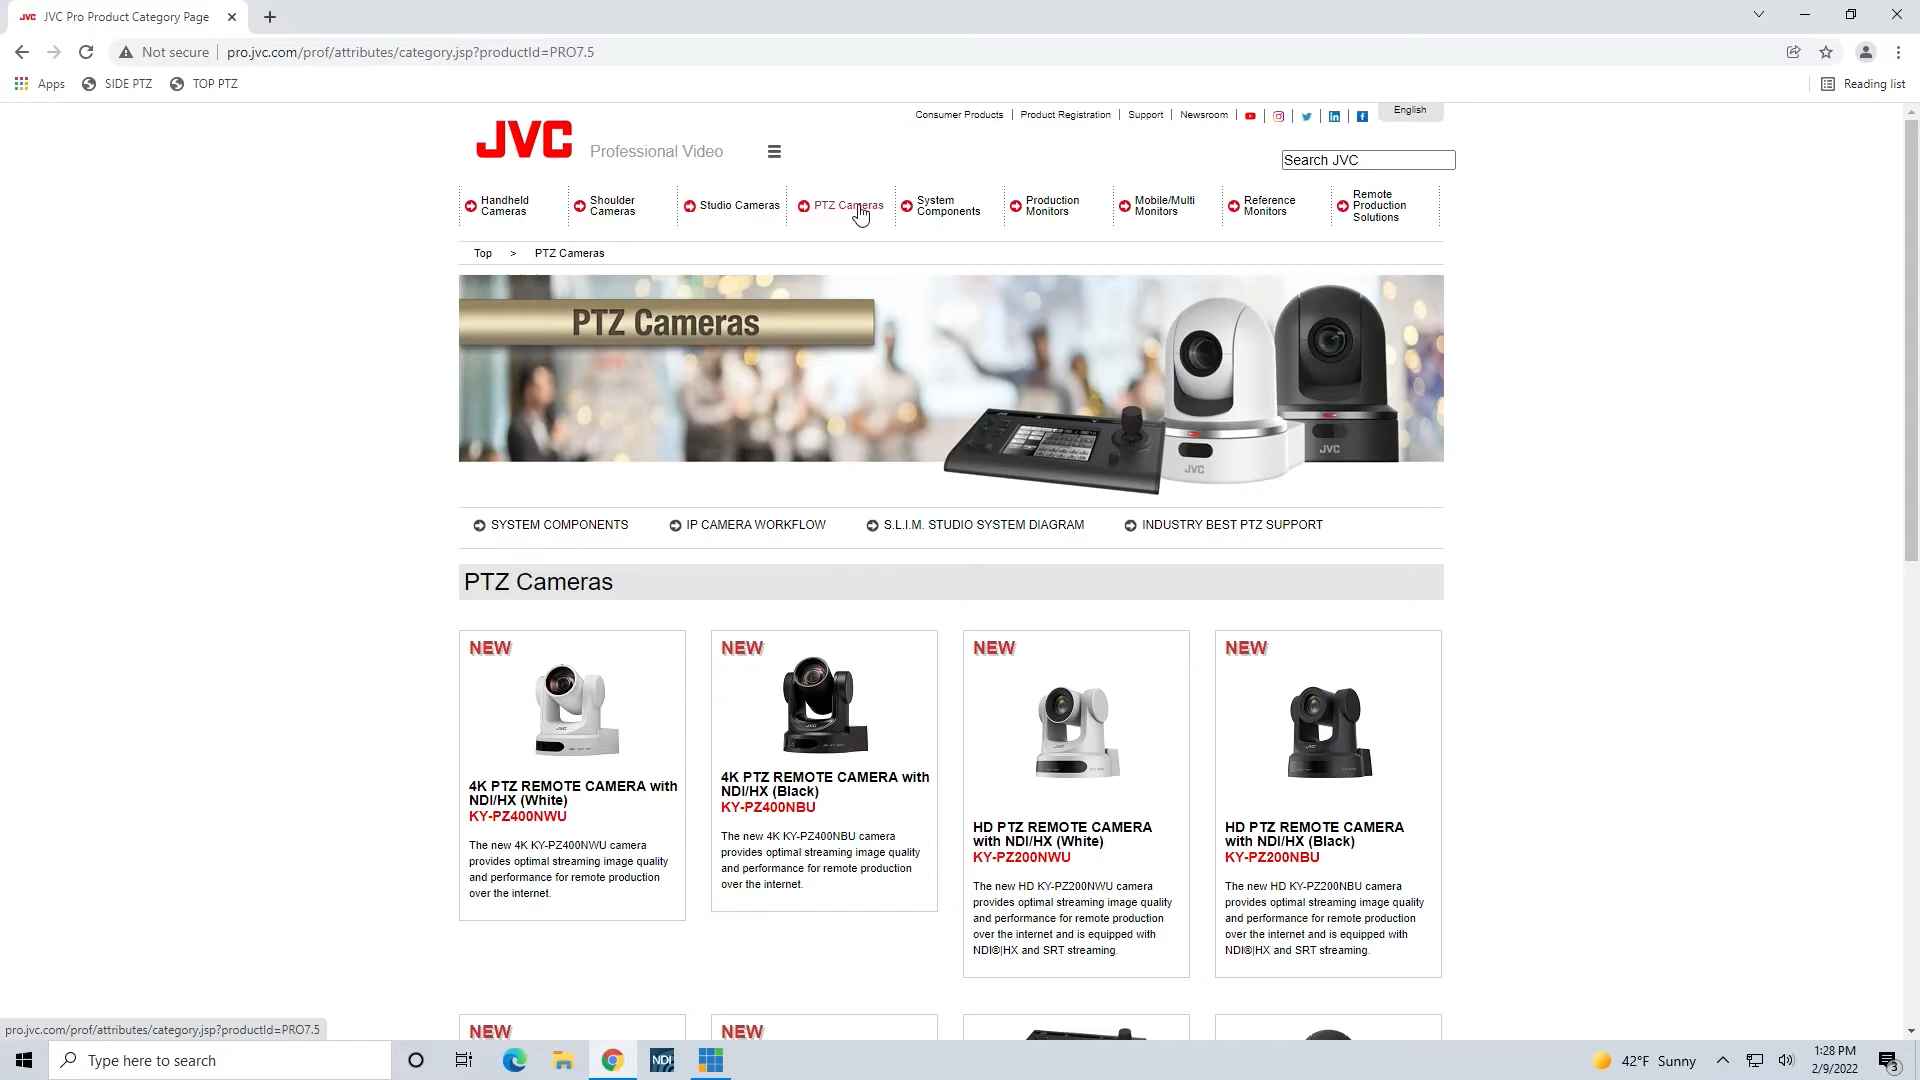 JVC JVC Pro Product Category Page
Not secure pro.jvc.com/prof/attributes/category.jsp?productId=PRO7.5
Apps SIDE PTZ TOP PTZ Reading list
Consumer Products Product Registration Support Newsroom English
JVC Professional Video
Search JVC
Handheld
Cameras
Shoulder
Cameras
Studio Cameras
PTZ Cameras
System
Components
Production
Monitors
Mobile/Multi
Monitors
Reference
Monitors
Remote
Production
Solutions
Top > PTZ Cameras
PTZ Cameras
JVC
JVC
SYSTEM COMPONENTS IP CAMERA WORKFLOW S.L.I.M. STUDIO SYSTEM DIAGRAM INDUSTRY BEST PTZ SUPPORT
PTZ Cameras
NEW
JVC
4K PTZ REMOTE CAMERA with
NDI/HX (White)
KY-PZ400NWU
The new 4K KY-PZ400NWU camera
provides optimal streaming image quality
and performance for remote production
over the internet.
NEW
JVC
4K PTZ REMOTE CAMERA with
NDI/HX (Black)
KY-PZ400NBU
The new 4K KY-PZ400NBU camera
provides optimal streaming image quality
and performance for remote production
over the internet.
NEW
JVC
HD PTZ REMOTE CAMERA
with NDI/HX (White)
KY-PZ200NWU
The new HD KY-PZ200NWU camera
provides optimal streaming image quality
and performance for remote production
over the internet and is equipped with
NDI®|HX and SRT streaming.
NEW
JVC
HD PTZ REMOTE CAMERA
with NDI/HX (Black)
KY-PZ200NBU
The new HD KY-PZ200NBU camera
provides optimal streaming image quality
and performance for remote production
over the internet and is equipped with
NDI®|HX and SRT streaming.
NEW
NEW
pro.jvc.com/prof/attributes/category.jsp?productId=PRO7.5
Type here to search
NDI
42°F Sunny
1:28 PM
2/9/2022
3